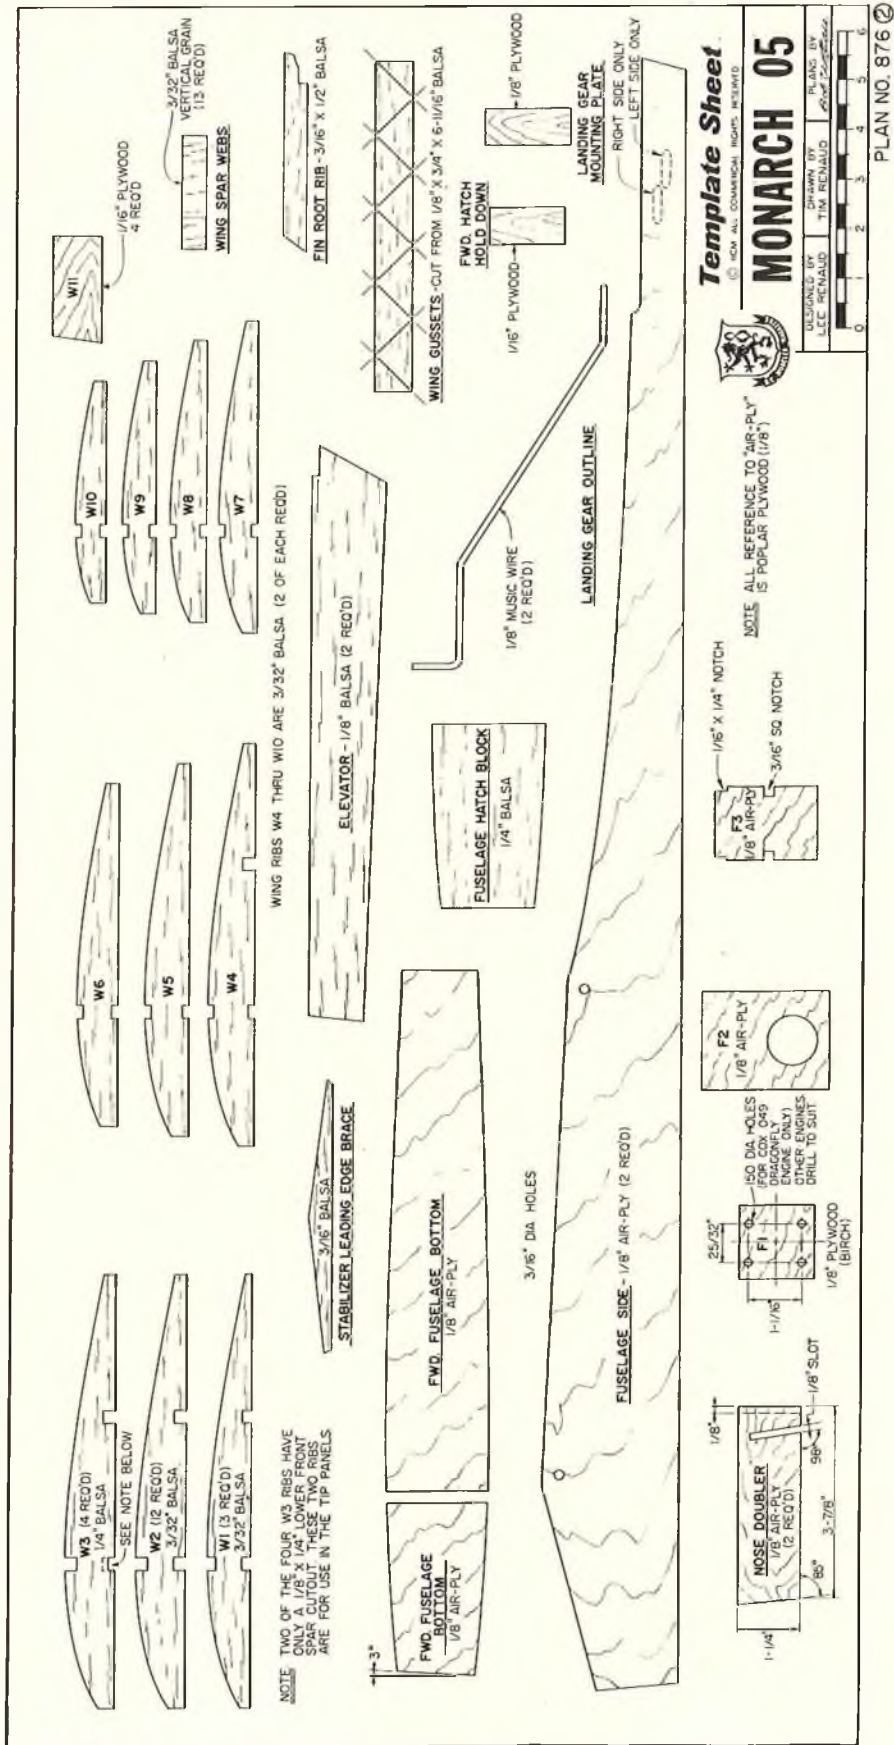 W3 (4 REQ'D)
1/4" BALSA
SEE NOTE BELOW
W2 (12 REQ'D)
3/32" BALSA
W1 (3 REQ'D)
3/32" BALSA
NOTE TWO OF THE FOUR W3 RIBS HAVE
ONLY A 1/8" X 1/4" LOWER FRONT
SPAR CUTOUT. THESE TWO RIBS
ARE FOR USE IN THE TIP PANELS
W6
W5
W4
WING RIBS W4 THRU W10 ARE 3/32" BALSA (2 OF EACH REQ'D)
W10
W9
W8
W7
W11
1/16" PLYWOOD
4 REQ'D
3/32" BALSA
VERTICAL GRAIN
(13 REQ'D)
WING SPAR WEBS
FIN ROOT RIB - 3/16" X 1/2" BALSA
3/16" BALSA
STABILIZER LEADING EDGE BRACE
ELEVATOR - 1/8" BALSA (2 REQ'D)
WING GUSSETS - CUT FROM 1/8" X 3/4" X 6-11/16" BALSA
3°
FWD. FUSELAGE
BOTTOM
1/8" AIR-PLY
FWD. FUSELAGE BOTTOM
1/8" AIR-PLY
FUSELAGE HATCH BLOCK
1/4" BALSA
1/8" MUSIC WIRE
(2 REQ'D)
LANDING GEAR OUTLINE
FWD. HATCH
HOLD DOWN
1/16" PLYWOOD
1/8" PLYWOOD
LANDING GEAR
MOUNTING PLATE
RIGHT SIDE ONLY
LEFT SIDE ONLY
3/16" DIA HOLES
FUSELAGE SIDE - 1/8" AIR-PLY (2 REQ'D)
1-1/4"
NOSE DOUBLER
1/8" AIR-PLY
(2 REQ'D)
85°
98°
3-7/8"
1/8"
1/8" SLOT
25/32"
1-1/16"
F1
1/8" PLYWOOD
(BIRCH)
.150 DIA. HOLES
(FOR COX .049
DRAGONFLY
ENGINE ONLY)
OTHER ENGINES
DRILL TO SUIT
F2
1/8" AIR-PLY
F3
1/8" AIR-PLY
1/16" X 1/4" NOTCH
3/16" SQ NOTCH
NOTE ALL REFERENCE TO "AIR-PLY"
IS POPLAR PLYWOOD (1/8")
Template Sheet
© RCM ALL COMMERCIAL RIGHTS RESERVED
MONARCH 05
DESIGNED BY
LEE RENAUD
DRAWN BY
TIM RENAUD
PLANS BY
0 1 2 3 4 5 6
PLAN NO. 876 ②